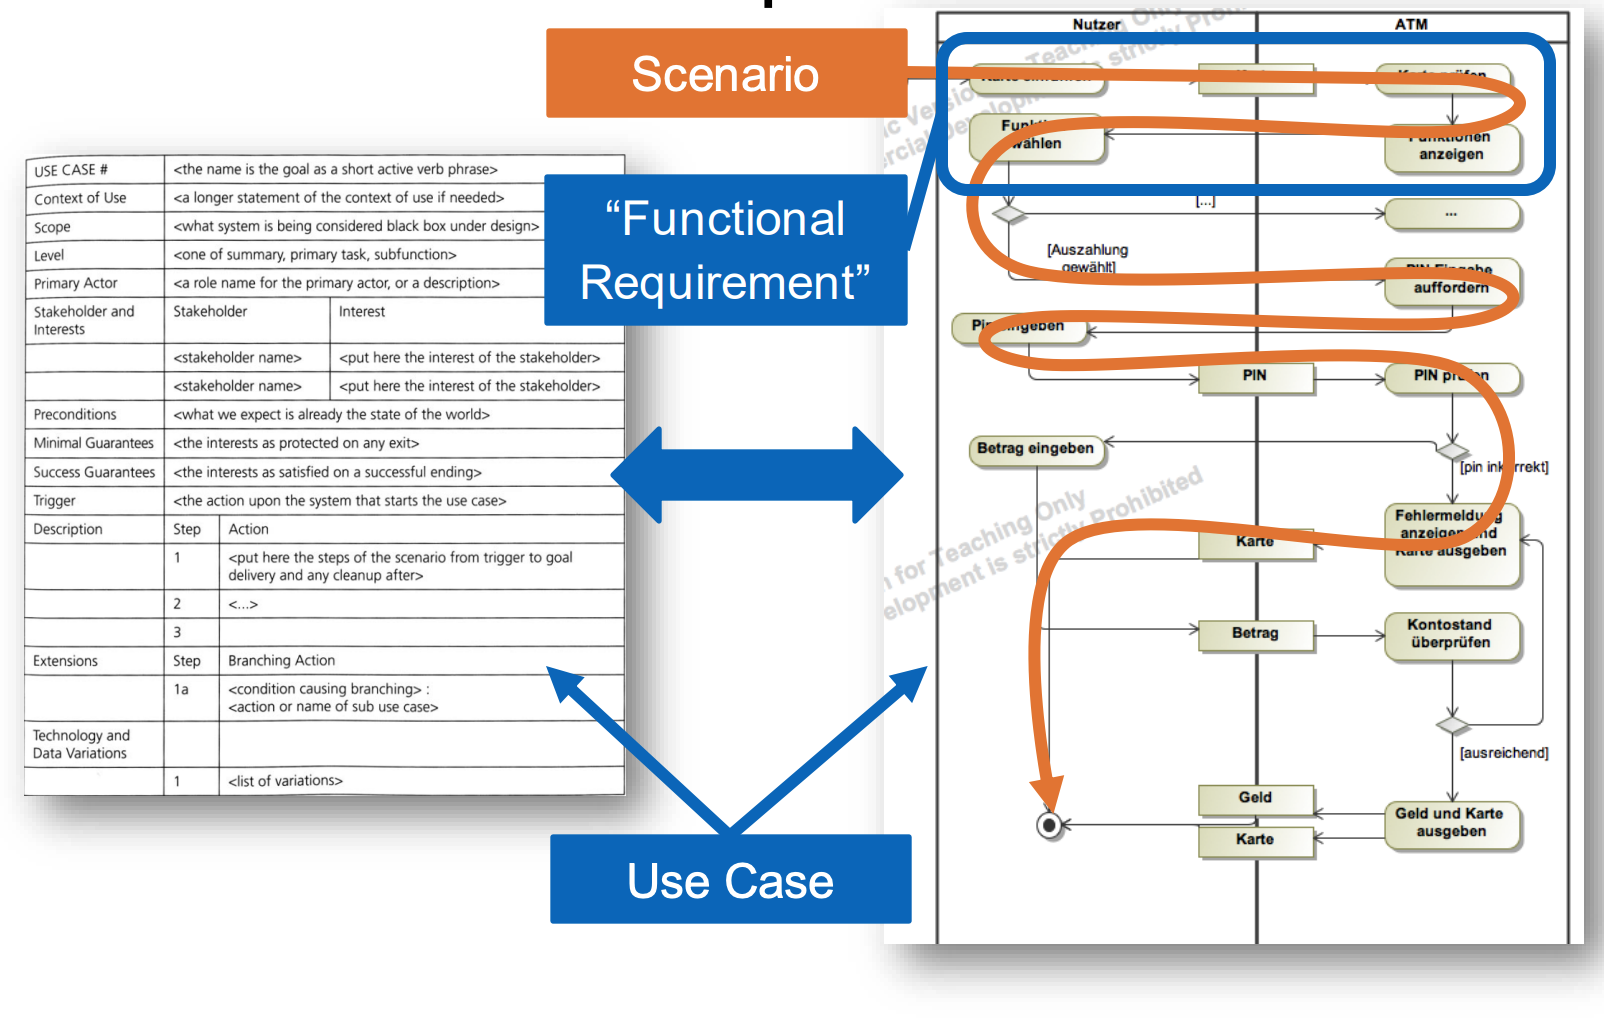 Scenario
"Functional
Requirement"
Use Case
USE CASE # <the name is the goal as a short active verb phrase>
Context of Use <a longer statement of the context of use if needed>
Scope <what system is being considered black box under design>
Level <one of summary, primary task, subfunction>
Primary Actor <a role name for the primary actor, or a description>
Stakeholder and Interests Stakeholder Interest
<stakeholder name> <put here the interest of the stakeholder>
<stakeholder name> <put here the interest of the stakeholder>
Preconditions <what we expect is already the state of the world>
Minimal Guarantees <the interests as protected on any exit>
Success Guarantees <the interests as satisfied on a successful ending>
Trigger <the action upon the system that starts the use case>
Description Step Action
1 <put here the steps of the scenario from trigger to goal
delivery and any cleanup after>
2 <...>
3
Extensions Step Branching Action
1a <condition causing branching> :
<action or name of sub use case>
Technology and
Data Variations
1 <list of variations>
Nutzer ATM
wählen
Funktionen
anzeigen
[...]
...
[Auszahlung
gewählt]
PIN Eingabe
auffordern
Pin eingeben
PIN
PIN prüfen
Betrag eingeben
[pin inkorrekt]
Fehlermeldung
anzeigen und
Karte ausgeben
Karte
Betrag
Kontostand
überprüfen
[ausreichend]
Geld
Karte
Geld und Karte
ausgeben
for Teaching Only
elopment is strictly Prohibited